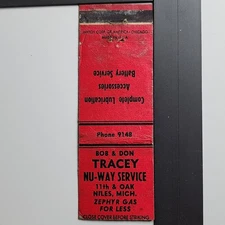 Complete Lubrication
Accessories
Battery Service
Phone 9148
BOB & DON
TRACEY
NU-WAY SERVICE
11th & OAK
NILES, MICH.
ZEPHYR GAS
FOR LESS
CLOSE COVER BEFORE STRIKING